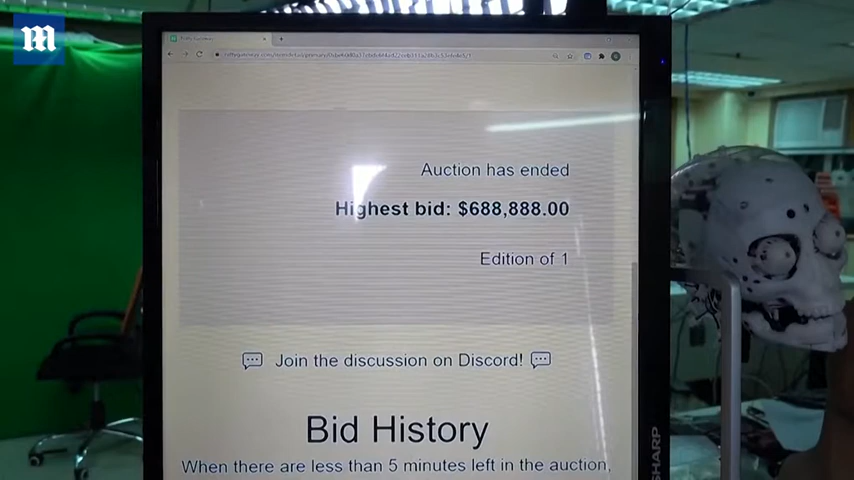 m
Auction has ended
Highest bid: $688,888.00
Edition of 1
Join the discussion on Discord!
Bid History
When there are less than 5 minutes left in the auction,
SHARP